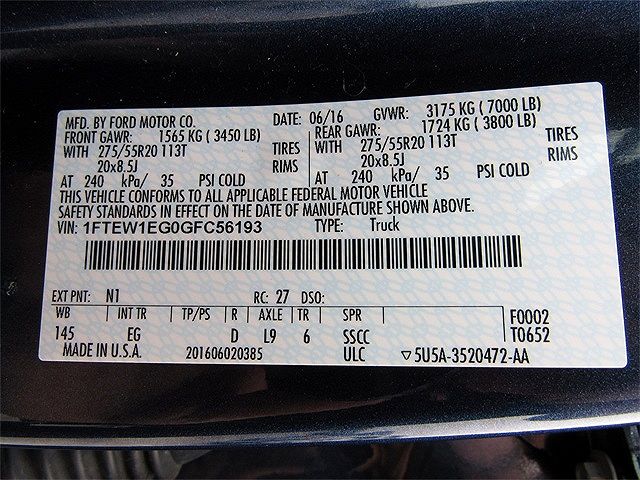 MFD. BY FORD MOTOR CO. DATE: 06/16 GVWR: 3175 KG ( 7000 LB)
FRONT GAWR: 1565 KG ( 3450 LB) REAR GAWR: 1724 KG ( 3800 LB)
WITH 275/55R20 113T TIRES WITH 275/55R20 113T TIRES
20x8.5J RIMS 20x8.5J RIMS
AT 240 kPa/ 35 PSI COLD AT 240 kPa/ 35 PSI COLD
THIS VEHICLE CONFORMS TO ALL APPLICABLE FEDERAL MOTOR VEHICLE
SAFETY STANDARDS IN EFFECT ON THE DATE OF MANUFACTURE SHOWN ABOVE.
VIN: 1FTEW1EG0GFC56193 TYPE: Truck
EXT PNT: N1 RC: 27 DSO:
WB INT TR TP/PS R AXLE TR SPR F0002
145 EG D L9 6 SSCC T0652
MADE IN U.S.A. 201606020385 ULC ▽5U5A-3520472-AA